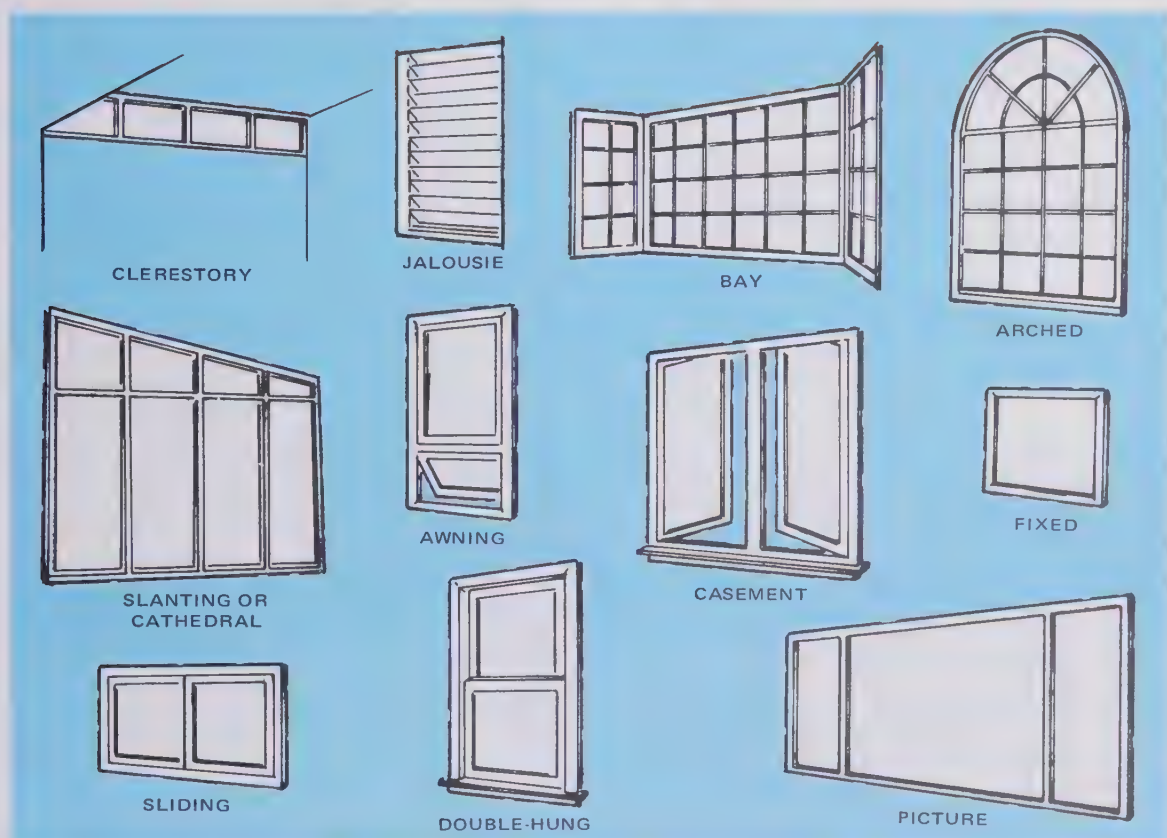 CLERESTORY
JALOUSIE
BAY
ARCHED
SLANTING OR
CATHEDRAL
AWNING
CASEMENT
FIXED
SLIDING
DOUBLE-HUNG
PICTURE